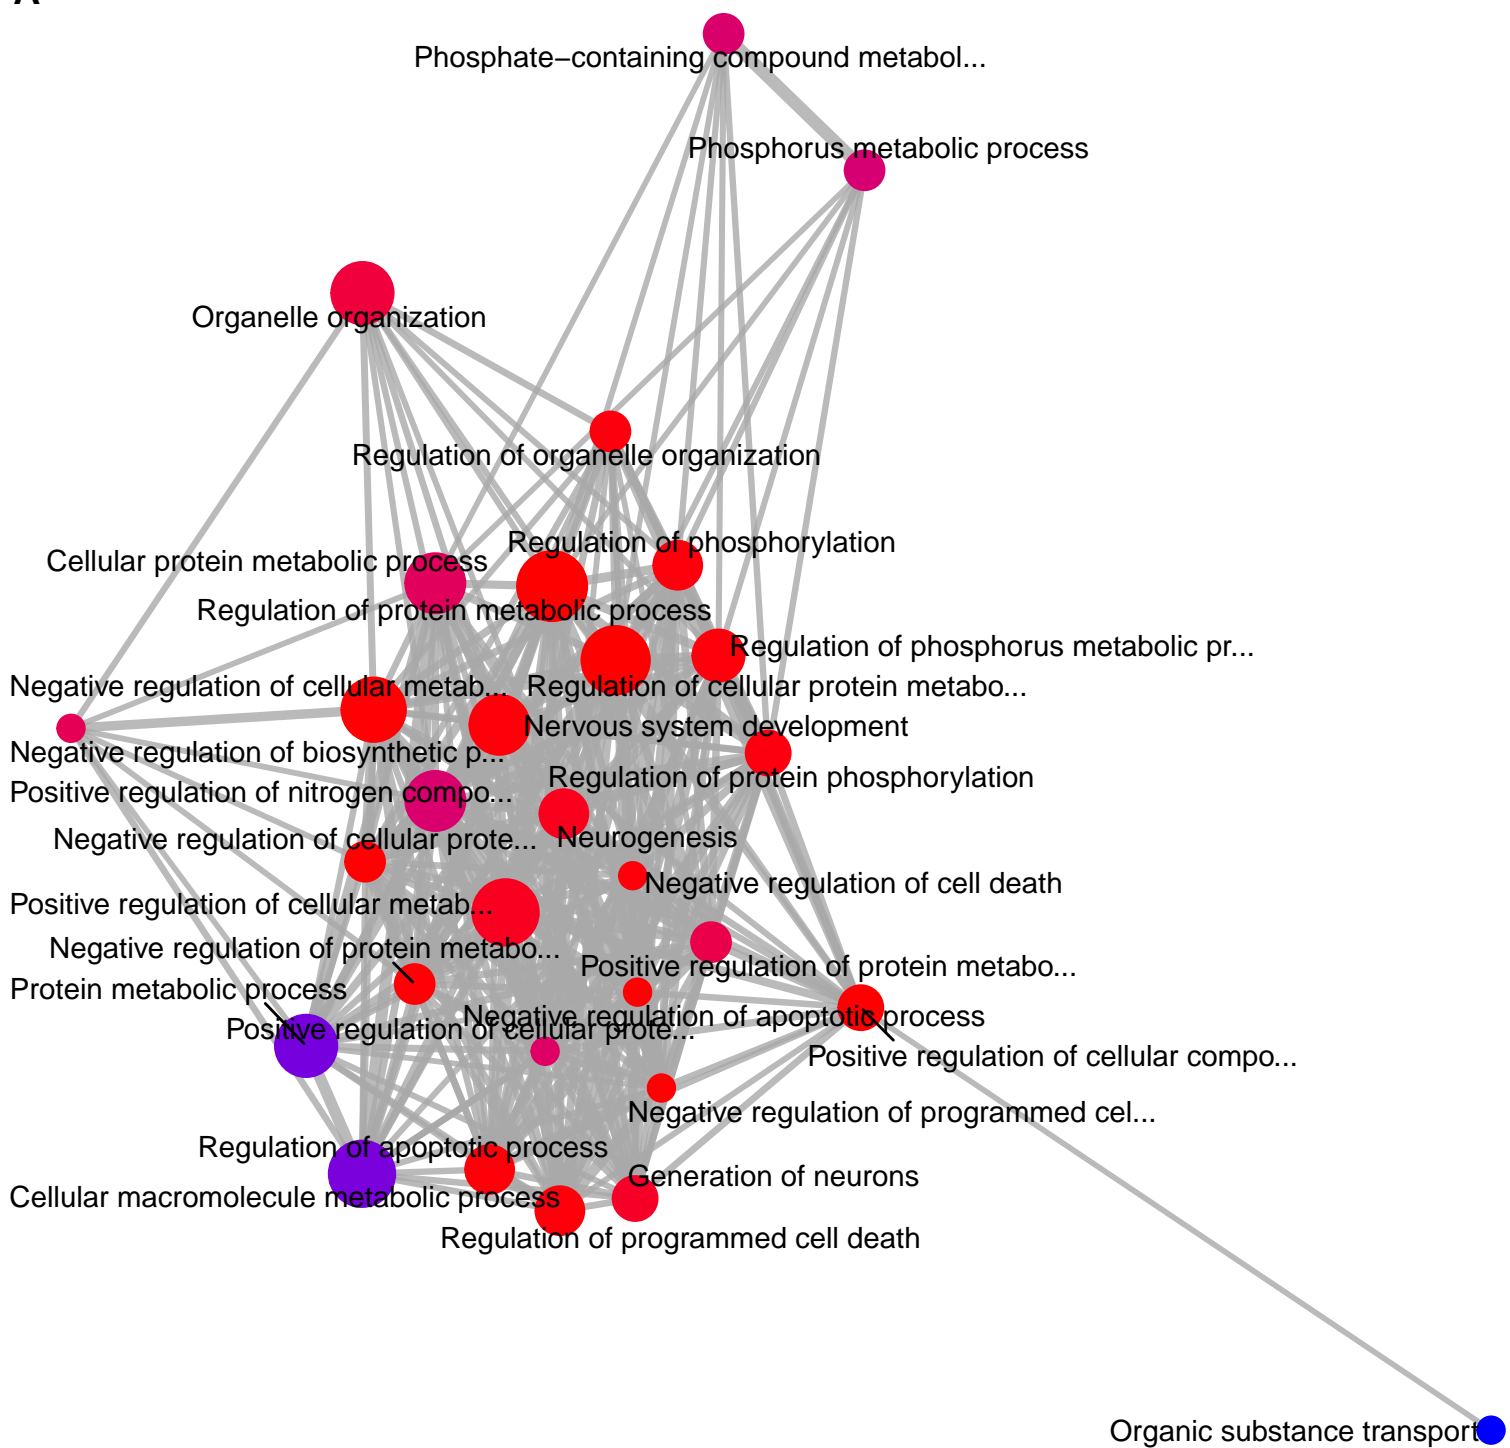 A
Phosphate−containing compound metabol...
Phosphorus metabolic process
Organelle organization
Regulation of organelle organization
Regulation of phosphorylation
Cellular protein metabolic process
Regulation of protein metabolic process
Regulation of phosphorus metabolic pr...
Negative regulation of cellular metab...
Regulation of cellular protein metabo...
Nervous system development
Negative regulation of biosynthetic p...
Regulation of protein phosphorylation
Positive regulation of nitrogen compo...
Negative regulation of cellular prote...
Neurogenesis
Negative regulation of cell death
Positive regulation of cellular metab...
Negative regulation of protein metabo...
Positive regulation of protein metabo...
Protein metabolic process
Negative regulation of apoptotic process
Positive regulation of cellular prote...
Positive regulation of cellular compo...
Negative regulation of programmed cel...
Regulation of apoptotic process
Generation of neurons
Cellular macromolecule metabolic process
Regulation of programmed cell death
Organic substance transport